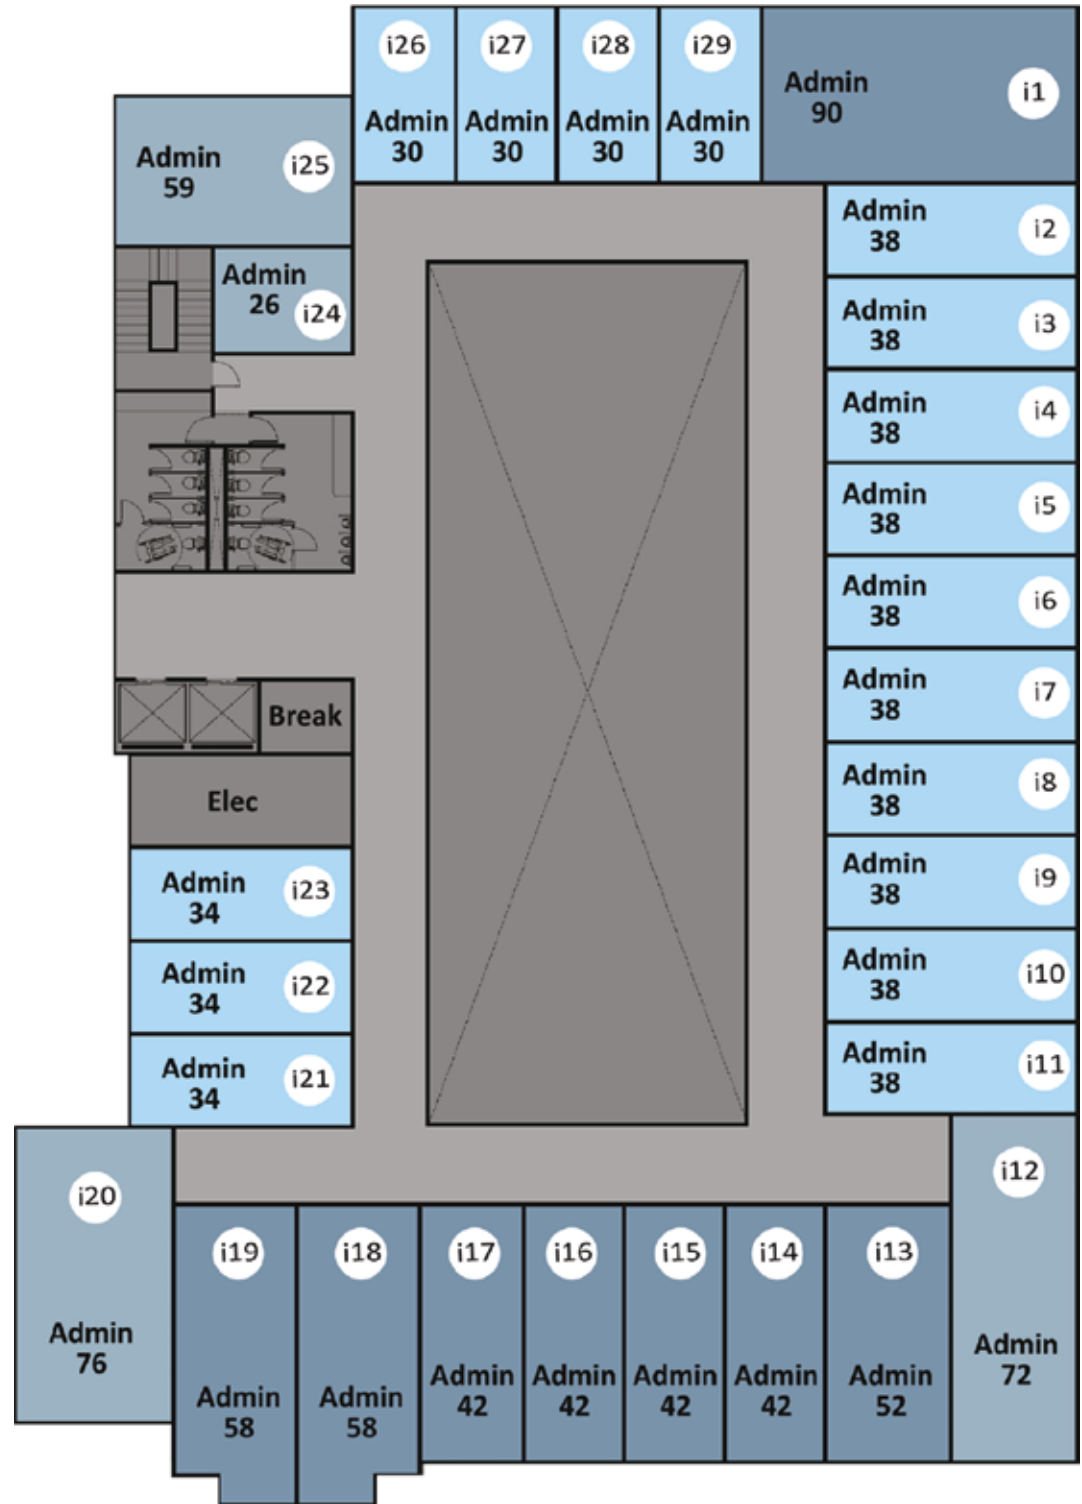 i26
i27
i28
i29
Admin
30
Admin
30
Admin
30
Admin
30
Admin
90
i1
Admin
59
i25
Admin
26
i24
Admin
38
i2
Admin
38
i3
Admin
38
i4
Admin
38
i5
Admin
38
i6
Admin
38
i7
Admin
38
i8
Admin
38
i9
Admin
38
i10
Admin
38
i11
Break
Elec
Admin
34
i23
Admin
34
i22
Admin
34
i21
i20
Admin
76
i19
Admin
58
i18
Admin
58
i17
Admin
42
i16
Admin
42
i15
Admin
42
i14
Admin
42
i13
Admin
52
i12
Admin
72